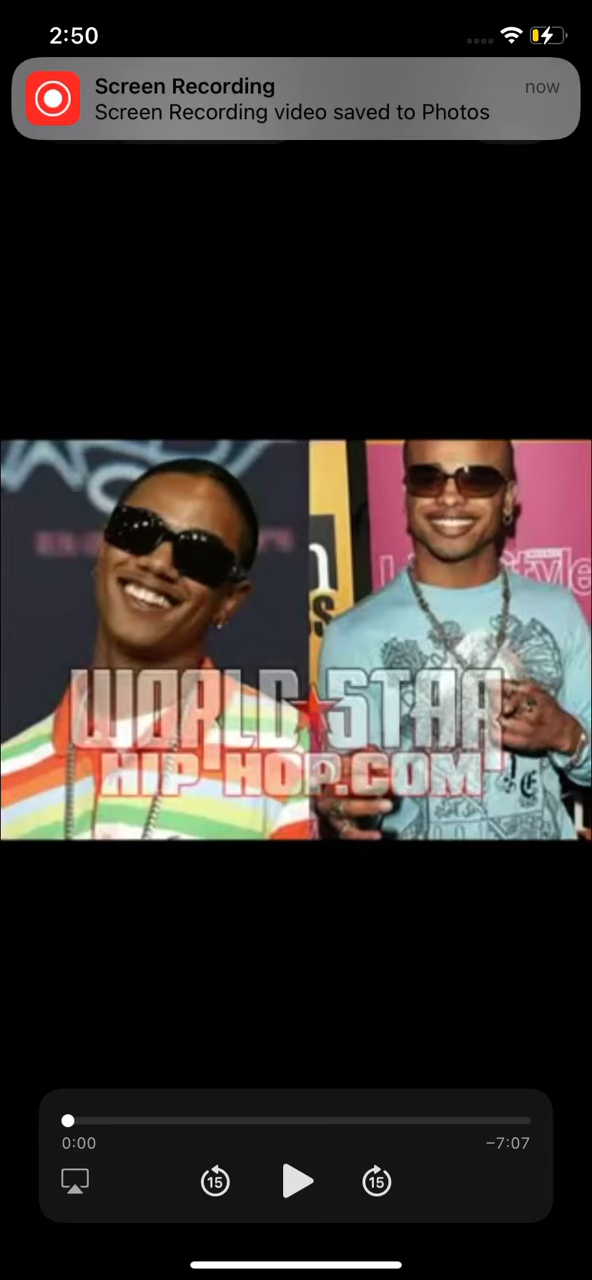 2:50
Screen Recording
now
Screen Recording video saved to Photos
WORLD STAR
HIP HOP.COM
0:00
−7:07
15
15